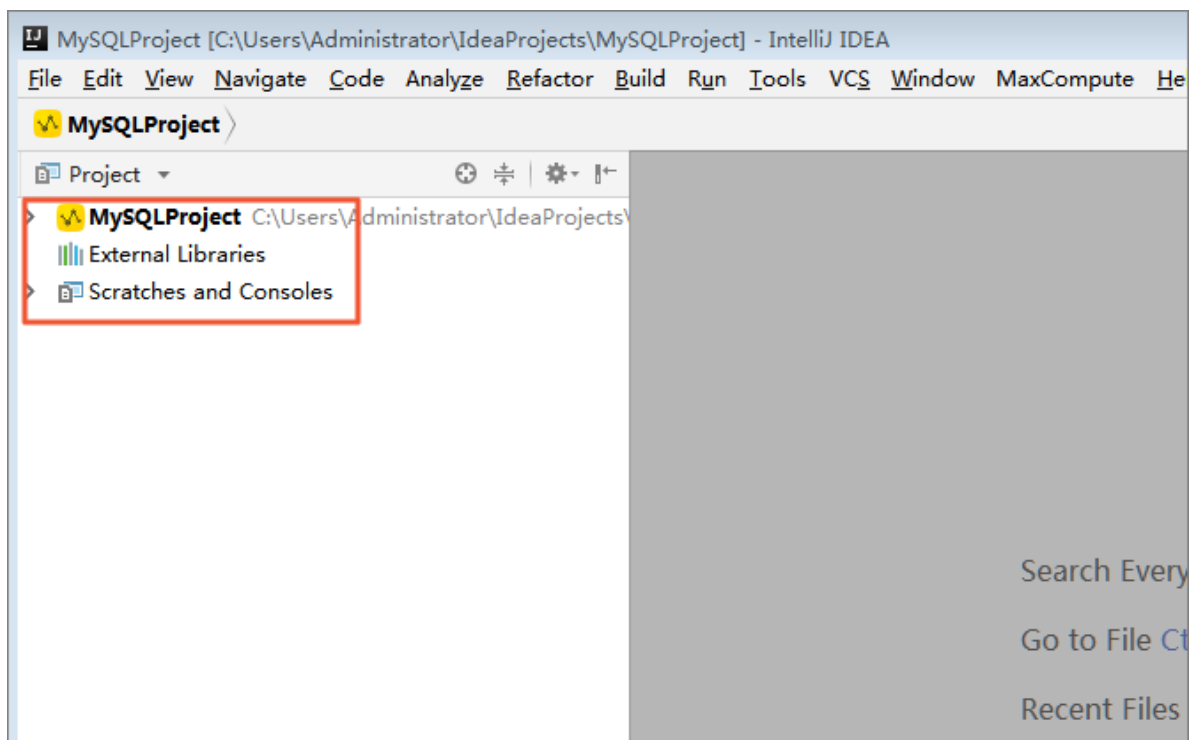 MySQLProject [C:\Users\Administrator\IdeaProjects\MySQLProject] - IntelliJ IDEA
File Edit View Navigate Code Analyze Refactor Build Run Tools VCS Window MaxCompute He
MySQLProject
Project
MySQLProject C:\Users\Administrator\IdeaProjects\
External Libraries
Scratches and Consoles
Search Every
Go to File Ct
Recent Files